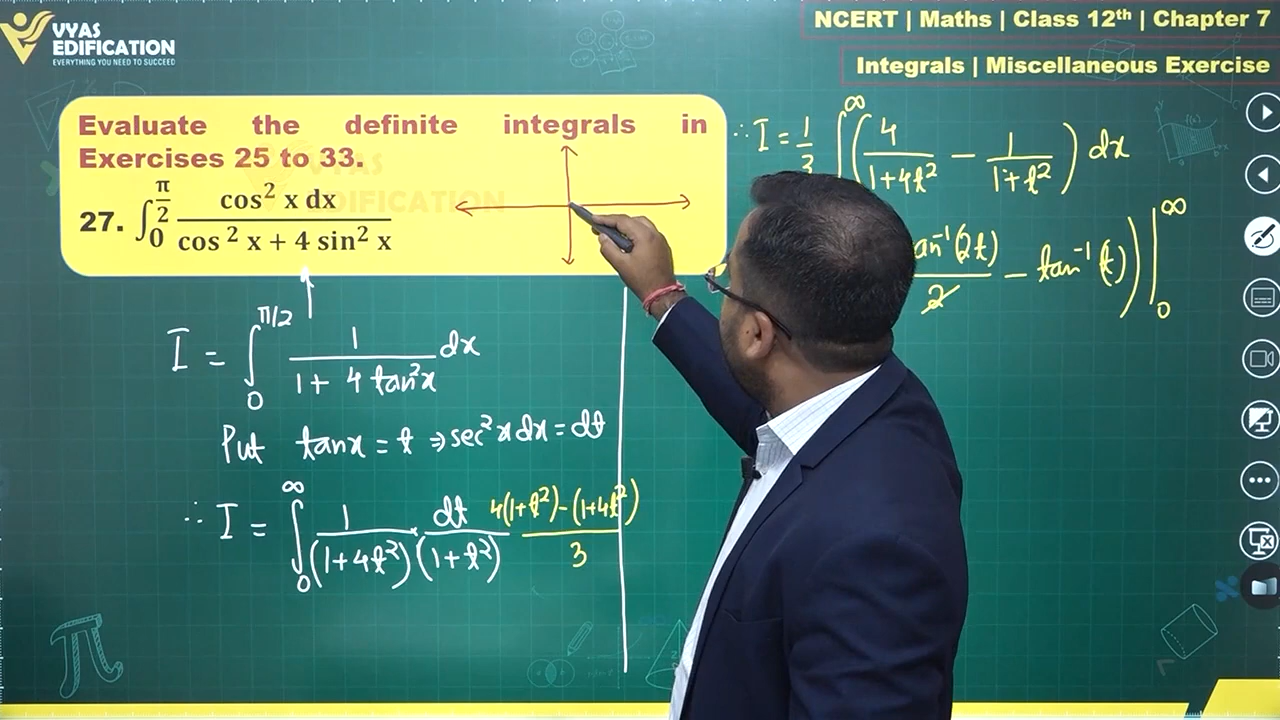 VYAS
EDIFICATION
EVERYTHING YOU NEED TO SUCCEED
NCERT | Maths | Class 12th | Chapter 7
Integrals | Miscellaneous Exercise
Evaluate the definite integrals in
Exercises 25 to 33.
27. ∫₀^(π/2) cos² x dx / (cos² x + 4 sin² x)
I = ∫₀^(π/2) 1 / (1 + 4 tan²x) dx
Put tanx = t ⇒ sec²x dx = dt
∴ I = ∫₀^∞ 1 / (1+4t²) · dt / (1+t²) 4(1+t²) – (1+4t²) / 3
∴ I = 1/3 ∫ ^∞ (4 / (1+4t²) – 1 / (1+t²)) dx
an⁻¹(2t) / 2 – tan⁻¹(t)) |₀^∞